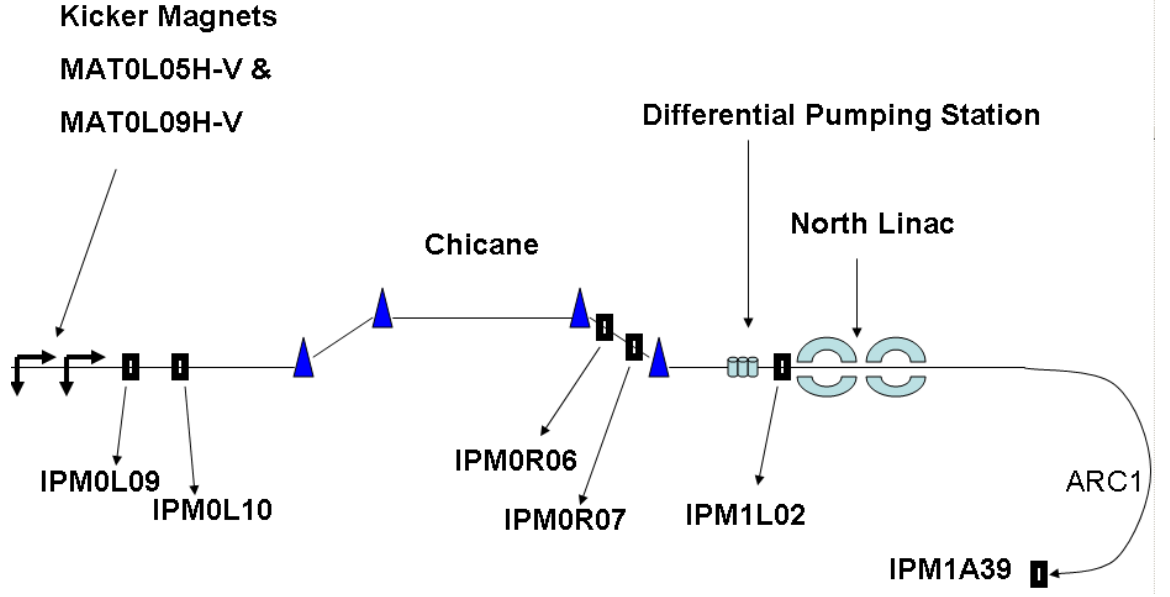 Kicker Magnets
MAT0L05H-V &
MAT0L09H-V
Differential Pumping Station
North Linac
Chicane
IPM0L09
IPM0L10
IPM0R06
IPM0R07
IPM1L02
ARC1
IPM1A39